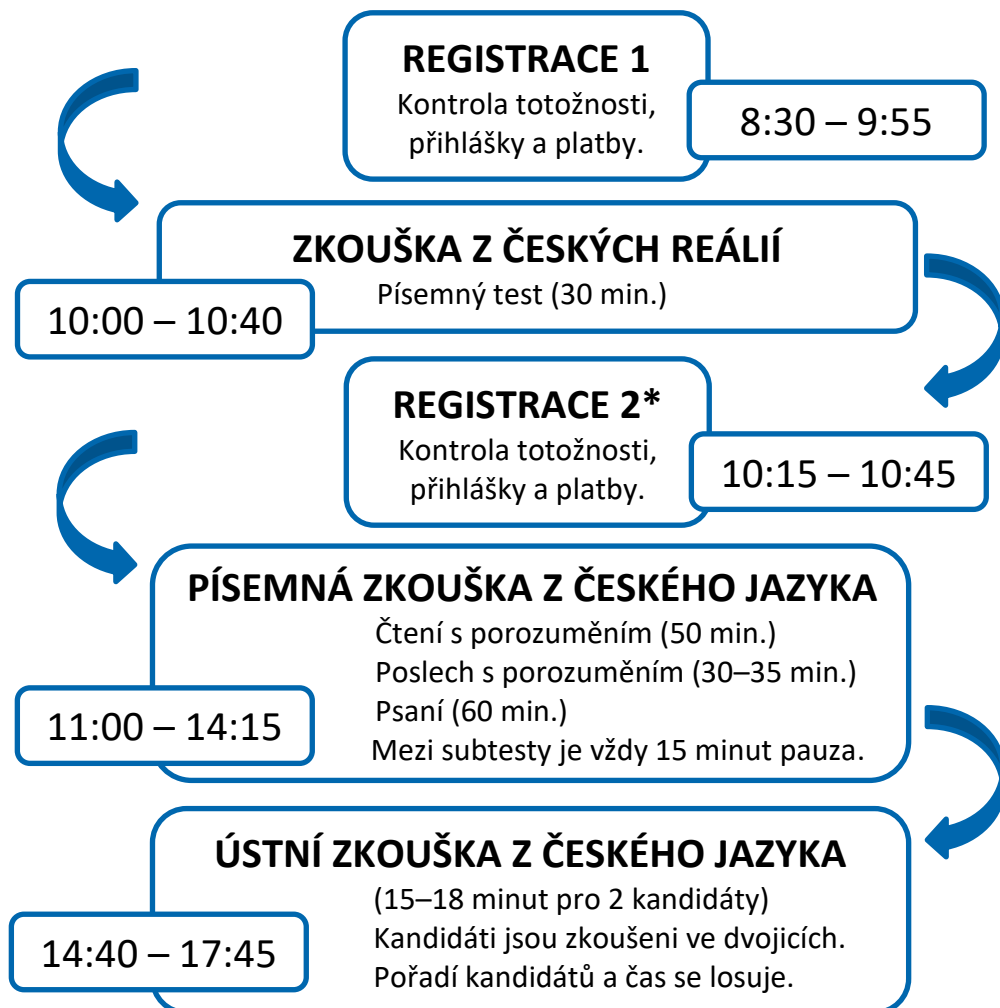 REGISTRACE 1
Kontrola totožnosti,
přihlášky a platby.
8:30 – 9:55
ZKOUŠKA Z ČESKÝCH REÁLIÍ
Písemný test (30 min.)
10:00 – 10:40
REGISTRACE 2*
Kontrola totožnosti,
přihlášky a platby.
10:15 – 10:45
PÍSEMNÁ ZKOUŠKA Z ČESKÉHO JAZYKA
Čtení s porozuměním (50 min.)
Poslech s porozuměním (30–35 min.)
Psaní (60 min.)
Mezi subtesty je vždy 15 minut pauza.
11:00 – 14:15
ÚSTNÍ ZKOUŠKA Z ČESKÉHO JAZYKA
(15–18 minut pro 2 kandidáty)
Kandidáti jsou zkoušeni ve dvojicích.
Pořadí kandidátů a čas se losuje.
14:40 – 17:45